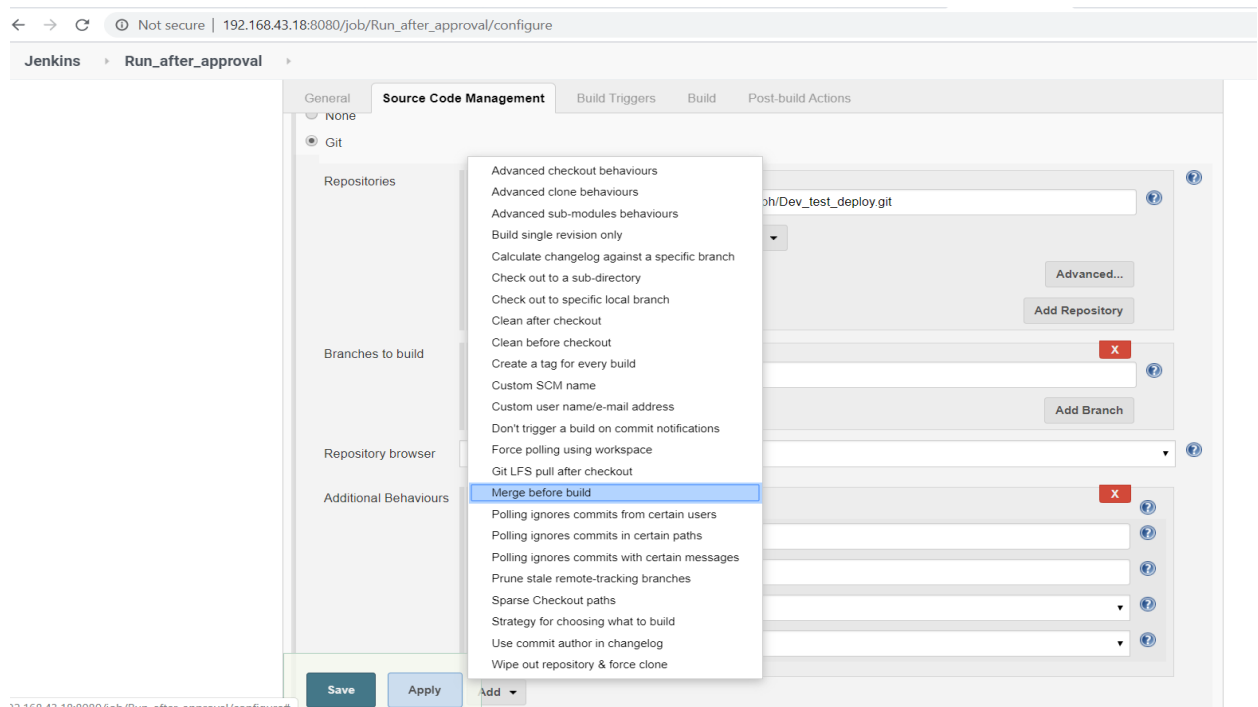 Not secure | 192.168.43.18:8080/job/Run_after_approval/configure
Jenkins Run_after_approval
General Source Code Management Build Triggers Build Post-build Actions
None
Git
Repositories
Advanced checkout behaviours
Advanced clone behaviours
Advanced sub-modules behaviours
Build single revision only
Calculate changelog against a specific branch
Check out to a sub-directory
Check out to specific local branch
Clean after checkout
Clean before checkout
Create a tag for every build
Custom SCM name
Custom user name/e-mail address
Don't trigger a build on commit notifications
Force polling using workspace
Git LFS pull after checkout
Merge before build
Polling ignores commits from certain users
Polling ignores commits in certain paths
Polling ignores commits with certain messages
Prune stale remote-tracking branches
Sparse Checkout paths
Strategy for choosing what to build
Use commit author in changelog
Wipe out repository & force clone
ph/Dev_test_deploy.git
Advanced...
Add Repository
Branches to build
X
Add Branch
Repository browser
Additional Behaviours
X
Save Apply Add